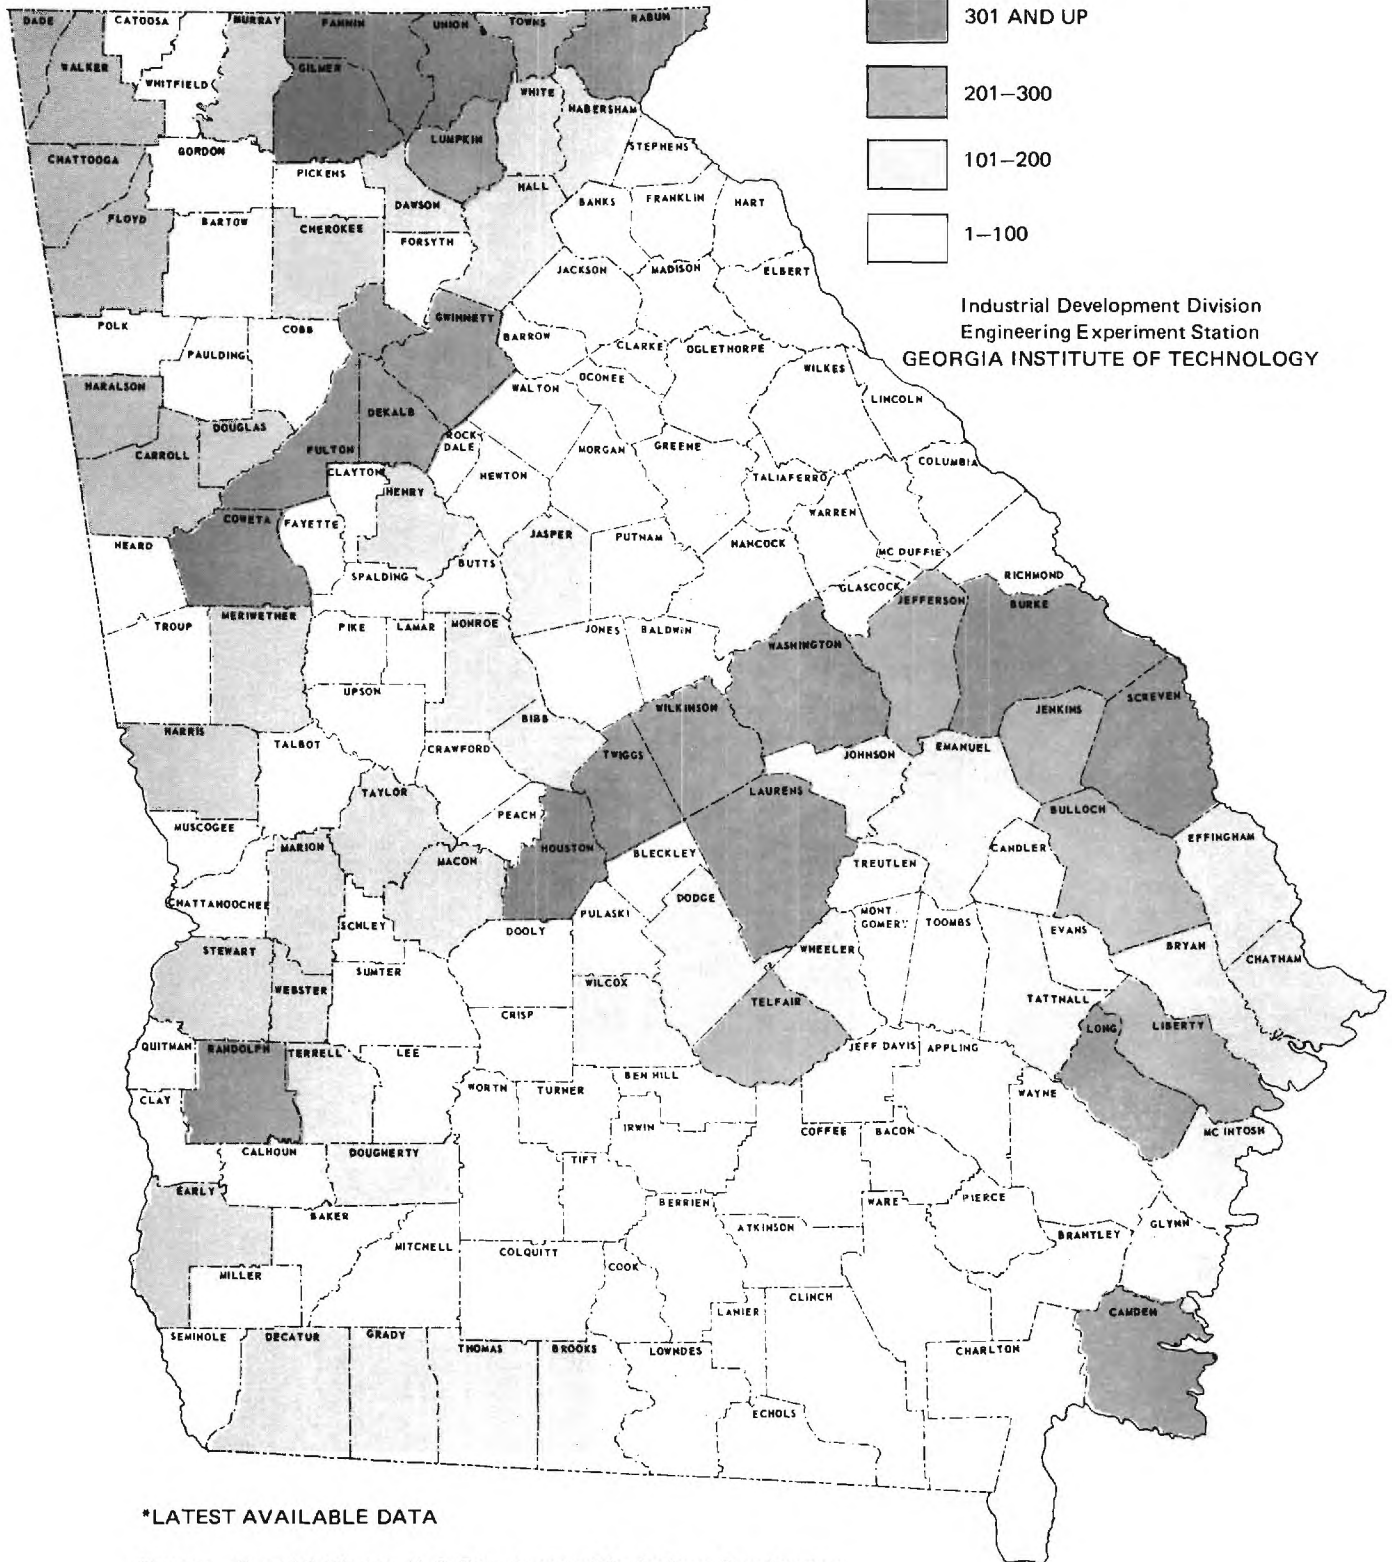 301 AND UP
201–300
101–200
1–100
Industrial Development Division
Engineering Experiment Station
GEORGIA INSTITUTE OF TECHNOLOGY
DADE
CATOOSA
MURRAY
FANNIN
UNION
TOWNS
RABUN
WALKER
WHITFIELD
GILMER
WHITE
HABERSHAM
LUMPKIN
STEPHENS
CHATTOOGA
GORDON
PICKENS
HALL
DAWSON
BANKS
FRANKLIN
HART
FLOYD
BARTOW
CHEROKEE
FORSYTH
JACKSON
MADISON
ELBERT
POLK
COBB
GWINNETT
BARROW
PAULDING
CLARKE
OGLETHORPE
HARALSON
WALTON
OCONEE
WILKES
LINCOLN
DEKALB
DOUGLAS
CARROLL
FULTON
ROCK
DALE
MORGAN
GREENE
COLUMBIA
CLAYTON
HENRY
NEWTON
TALIAFERRO
WARREN
COWETA
FAYETTE
JASPER
PUTNAM
HANCOCK
MC DUFFIE
HEARD
SPALDING
BUTTS
GLASCOCK
RICHMOND
JEFFERSON
BURKE
TROUP
MERIWETHER
PIKE
LAMAR
MONROE
JONES
BALDWIN
WASHINGTON
UPSON
WILKINSON
SCREVEN
JENKINS
HARRIS
TALBOT
CRAWFORD
BIBB
TWIGGS
JOHNSON
EMANUEL
TAYLOR
PEACH
LAURENS
BULLOCH
MUSCOGEE
MARION
MACON
HOUSTON
BLECKLEY
TREUTLEN
CANDLER
EFFINGHAM
CHATTAHOOCHEE
SCHLEY
DOOLY
PULASKI
DODGE
MONT
GOMERY
TOOMBS
EVANS
STEWART
WEBSTER
SUMTER
WILCOX
WHEELER
BRYAN
CHATHAM
CRISP
TELFAIR
TATTNALL
LONG
LIBERTY
QUITMAN
RANDOLPH
TERRELL
LEE
JEFF DAVIS
APPLING
WORTH
TURNER
BEN HILL
WAYNE
CLAY
IRWIN
COFFEE
BACON
MC INTOSH
CALHOUN
DOUGHERTY
TIFT
EARLY
BAKER
BERRIEN
WARE
PIERCE
ATKINSON
BRANTLEY
GLYNN
MITCHELL
COLQUITT
COOK
MILLER
LANIER
CLINCH
CAMDEN
SEMINOLE
DECATUR
GRADY
THOMAS
BROOKS
LOWNDES
CHARLTON
ECHOLS
*LATEST AVAILABLE DATA